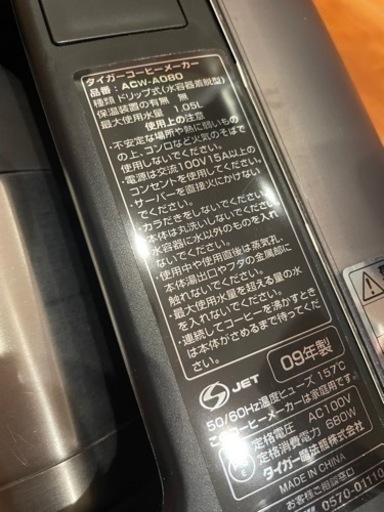 タイガーコーヒーメーカー
品番：ACW-A080
種類 ドリップ式(水容器着脱型)
保温装置の有無 無
最大使用水量 1.05L
使用上の注意
・不安定な場所や熱に弱いもの
の上、コンロなど火気のそばで
使用しないでください。
・電源は交流100V15A以上の
コンセントを使用してください。
・サーバーを直接火にかけない
でください。
・カラだきをしないでください。
・本体は丸洗いしないでください。
・水容器に水以外のものを入れ
ないでください。
・使用中や使用直後は蒸気孔、
本体湯出口やフタの金属部に
触れないでください。
・最大使用水量を超える量の水
を入れないでください。
・連続してコーヒーを沸かすとき
は本体がさめるまで待ってくだ
さい。
09年製
JET
50/60Hz温度ヒューズ 157℃
このコーヒーメーカーは家庭用です。
定格電圧 AC100V
定格消費電力 680W
タイガー魔法瓶株式会社
MADE IN CHINA
お客様ご相談窓口
0570-01110